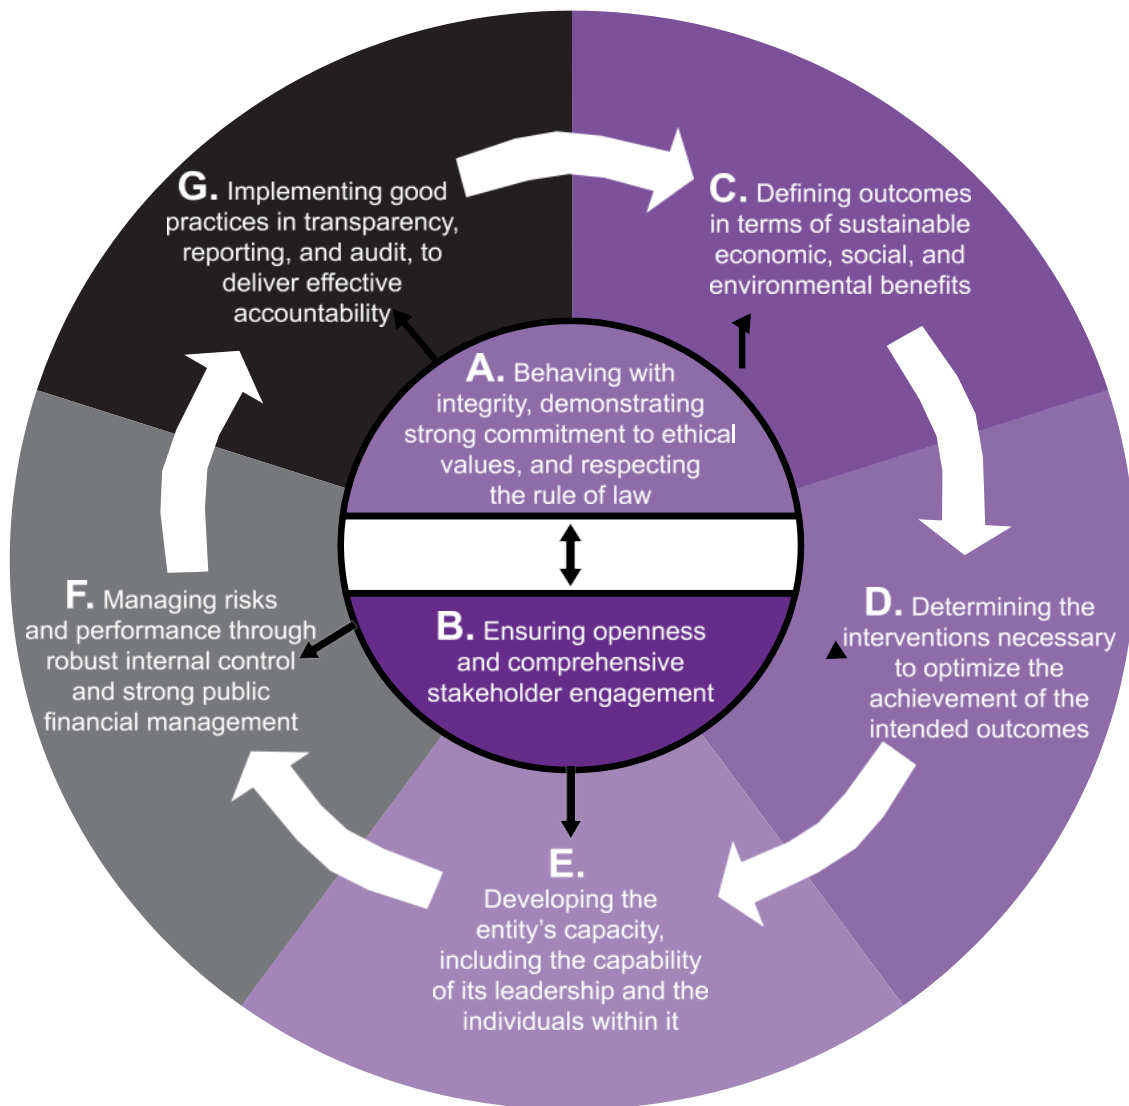 A. Behaving with
integrity, demonstrating
strong commitment to ethical
values, and respecting
the rule of law
B. Ensuring openness
and comprehensive
stakeholder engagement
C. Defining outcomes
in terms of sustainable
economic, social, and
environmental benefits
D. Determining the
interventions necessary
to optimize the
achievement of the
intended outcomes
E.
Developing the
entity’s capacity,
including the capability
of its leadership and the
individuals within it
F. Managing risks
and performance through
robust internal control
and strong public
financial management
G. Implementing good
practices in transparency,
reporting, and audit, to
deliver effective
accountability